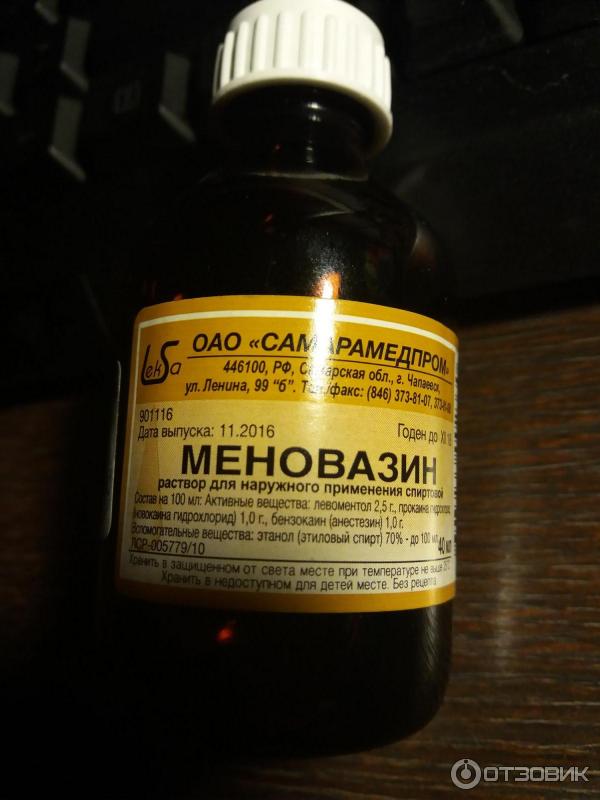 LekSa
ОАО «САМАРАМЕДПРОМ»
446100, РФ, Самарская обл., г. Чапаевск,
ул. Ленина, 99 "б". Тел./факс: (846) 373-81-07,
901116
Дата выпуска: 11.2016 Годен до
МЕНОВАЗИН
раствор для наружного применения спиртовой
Состав на 100 мл: Активные вещества: левоментол 2,5 г., прокаина
(новокаина гидрохлорид) 1,0 г., бензокаин (анестезин) 1,0 г.
Вспомогательные вещества: этанол (этиловый спирт) 70% - до 100 мл
ЛСР-005779/10 40 мл
Хранить в защищенном от света месте при температуре не выше
Хранить в недоступном для детей месте. Без рецепта
ОТЗОВИК